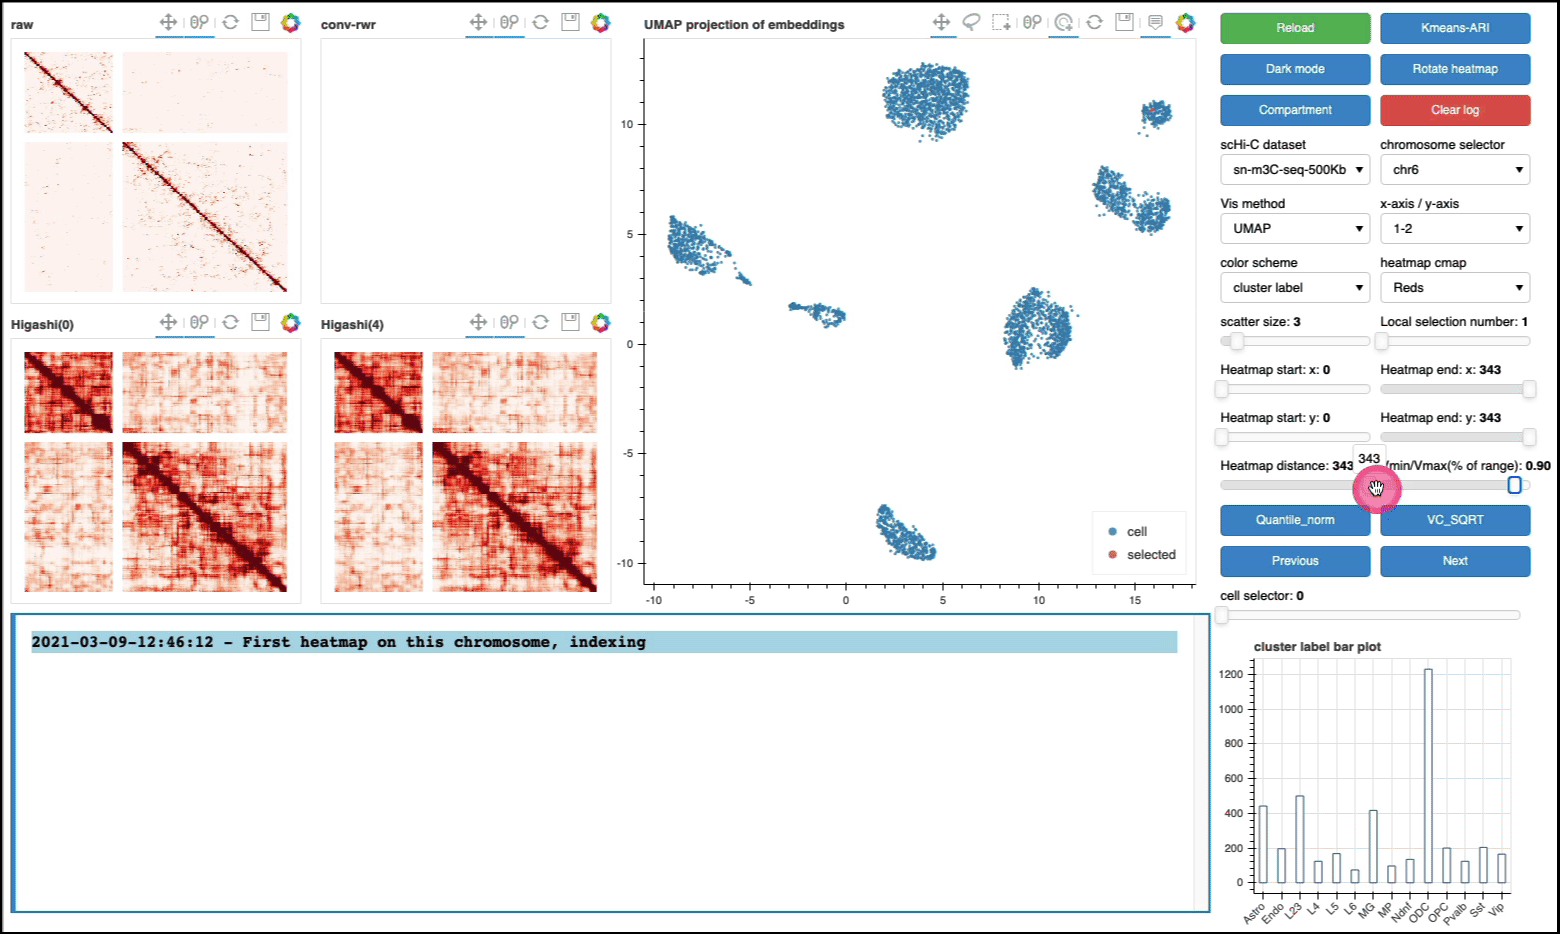 raw
conv-rwr
UMAP projection of embeddings
10
5
0
-5
-10
-10
-5
0
5
10
15
cell
selected
Higashi(0)
Higashi(4)
2021-03-09-12:46:12 - First heatmap on this chromosome, indexing
Reload
Kmeans-ARI
Dark mode
Rotate heatmap
Compartment
Clear log
scHi-C dataset
chromosome selector
sn-m3C-seq-500Kb
chr6
Vis method
x-axis / y-axis
UMAP
1-2
color scheme
heatmap cmap
cluster label
Reds
scatter size: 3
Local selection number: 1
Heatmap start: x: 0
Heatmap end: x: 343
Heatmap start: y: 0
Heatmap end: y: 343
343
Heatmap distance: 343
/min/Vmax(% of range): 0.90
Quantile_norm
VC_SQRT
Previous
Next
cell selector: 0
cluster label bar plot
1200
1000
800
600
400
200
0
Astro
Endo
L23
L4
L5
L6
MG
MP
Ndnf
ODC
OPC
Pvalb
Sst
Vip